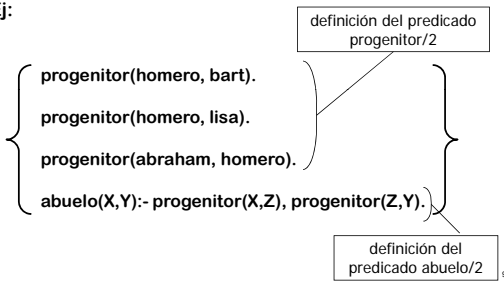 Ej:
definición del predicado
progenitor/2
progenitor(homero, bart).
progenitor(homero, lisa).
progenitor(abraham, homero).
abuelo(X,Y):- progenitor(X,Z), progenitor(Z,Y).
definición del
predicado abuelo/2